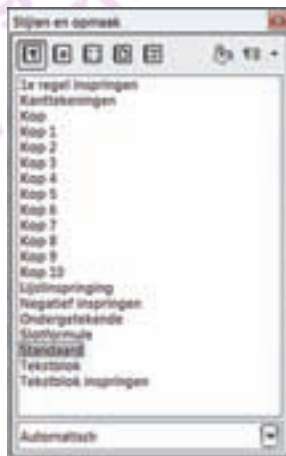 Stijlen en opmaak
1e regel inspringen
Kanttekeningen
Kop
Kop 1
Kop 2
Kop 3
Kop 4
Kop 5
Kop 6
Kop 7
Kop 8
Kop 9
Kop 10
Lijstinspringing
Negatief inspringen
Ondergetekende
Slotformule
Standaard
Tekstblok
Tekstblok inspringen
Automatisch